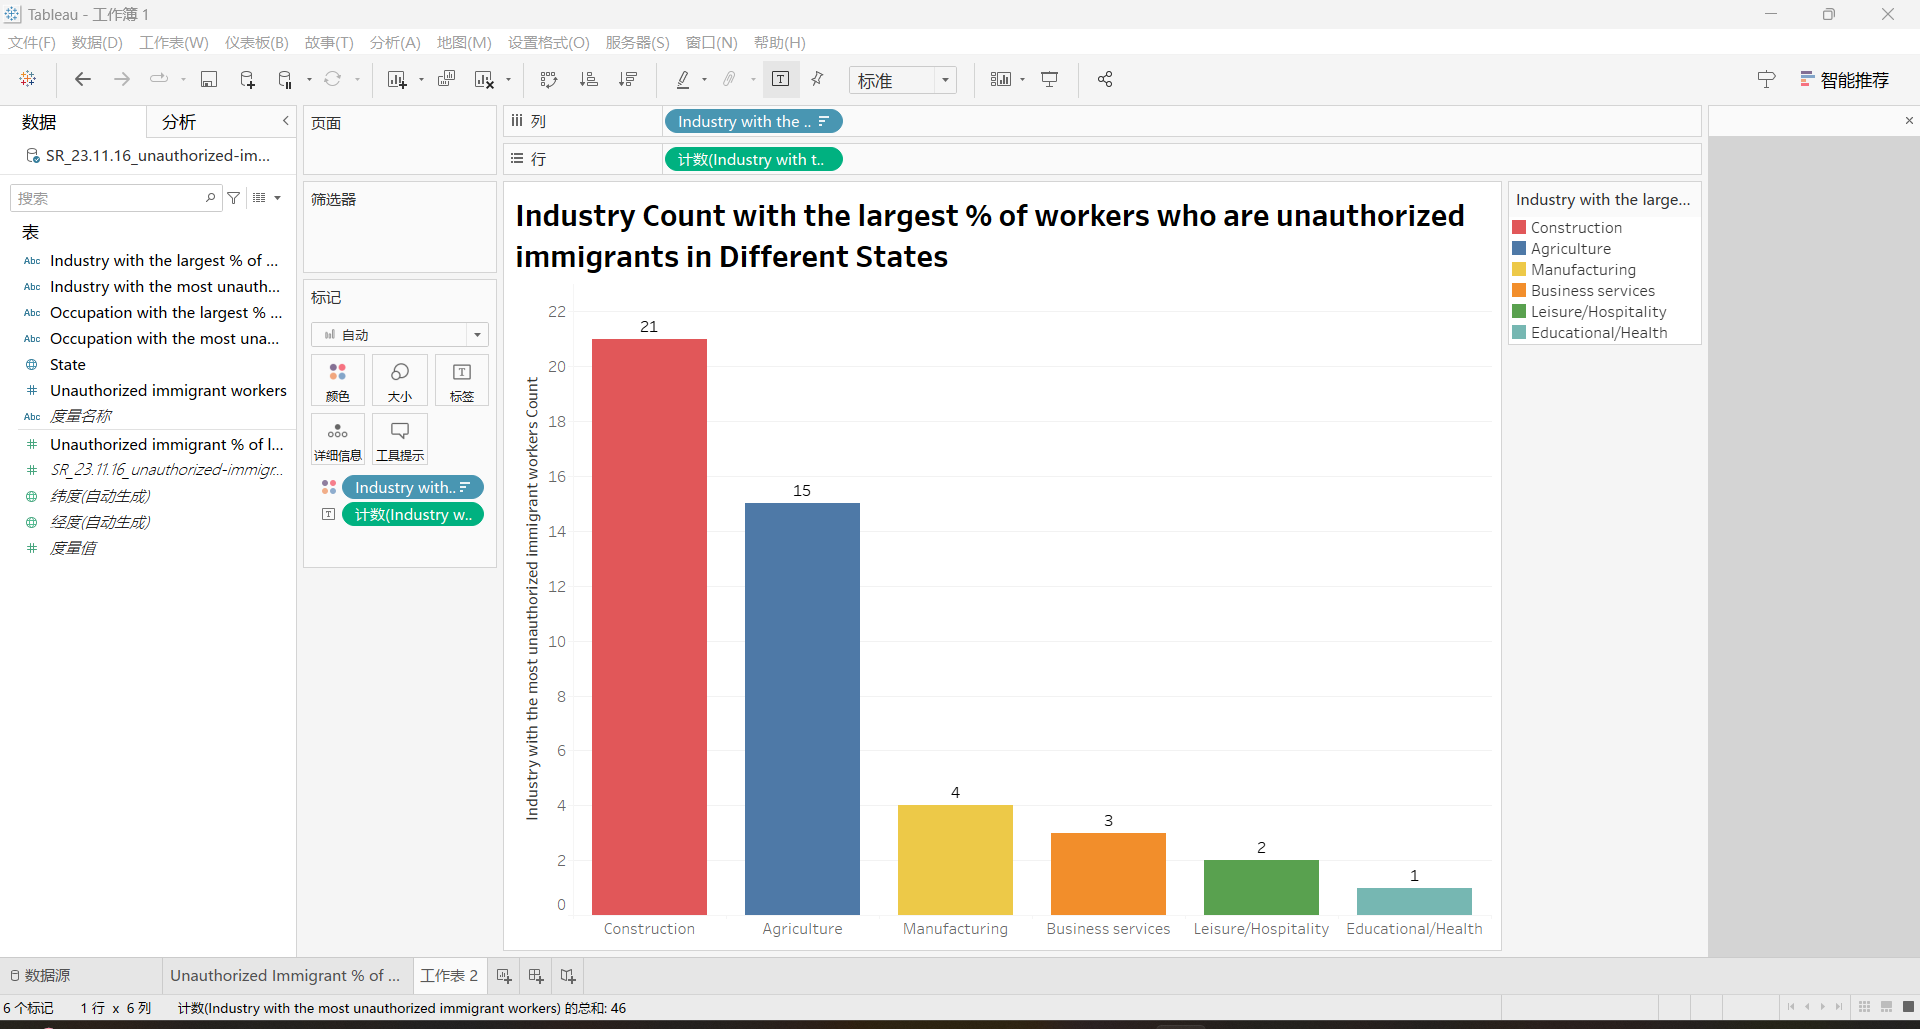 Tableau - 工作簿 1
文件(F) 数据(D) 工作表(W) 仪表板(B) 故事(T) 分析(A) 地图(M) 设置格式(O) 服务器(S) 窗口(N) 帮助(H)
标准
智能推荐
数据
分析
SR_23.11.16_unauthorized-im...
搜索
表
Abc Industry with the largest % of ...
Abc Industry with the most unauth...
Abc Occupation with the largest % ...
Abc Occupation with the most una...
State
# Unauthorized immigrant workers
Abc 度量名称
# Unauthorized immigrant % of l...
# SR_23.11.16_unauthorized-immigr...
纬度(自动生成)
经度(自动生成)
# 度量值
页面
筛选器
标记
自动
颜色
大小
T
标签
详细信息
工具提示
Industry with..
T 计数(Industry w..
列
Industry with the ..
行
计数(Industry with t..
Industry Count with the largest % of workers who are unauthorized
immigrants in Different States
Industry with the most unauthorized immigrant workers Count
22
20
18
16
14
12
10
8
6
4
2
0
21
15
4
3
2
1
Construction
Agriculture
Manufacturing
Business services
Leisure/Hospitality
Educational/Health
Industry with the large...
Construction
Agriculture
Manufacturing
Business services
Leisure/Hospitality
Educational/Health
数据源
Unauthorized Immigrant % of ...
工作表 2
6 个标记 1 行 x 6 列 计数(Industry with the most unauthorized immigrant workers) 的总和: 46